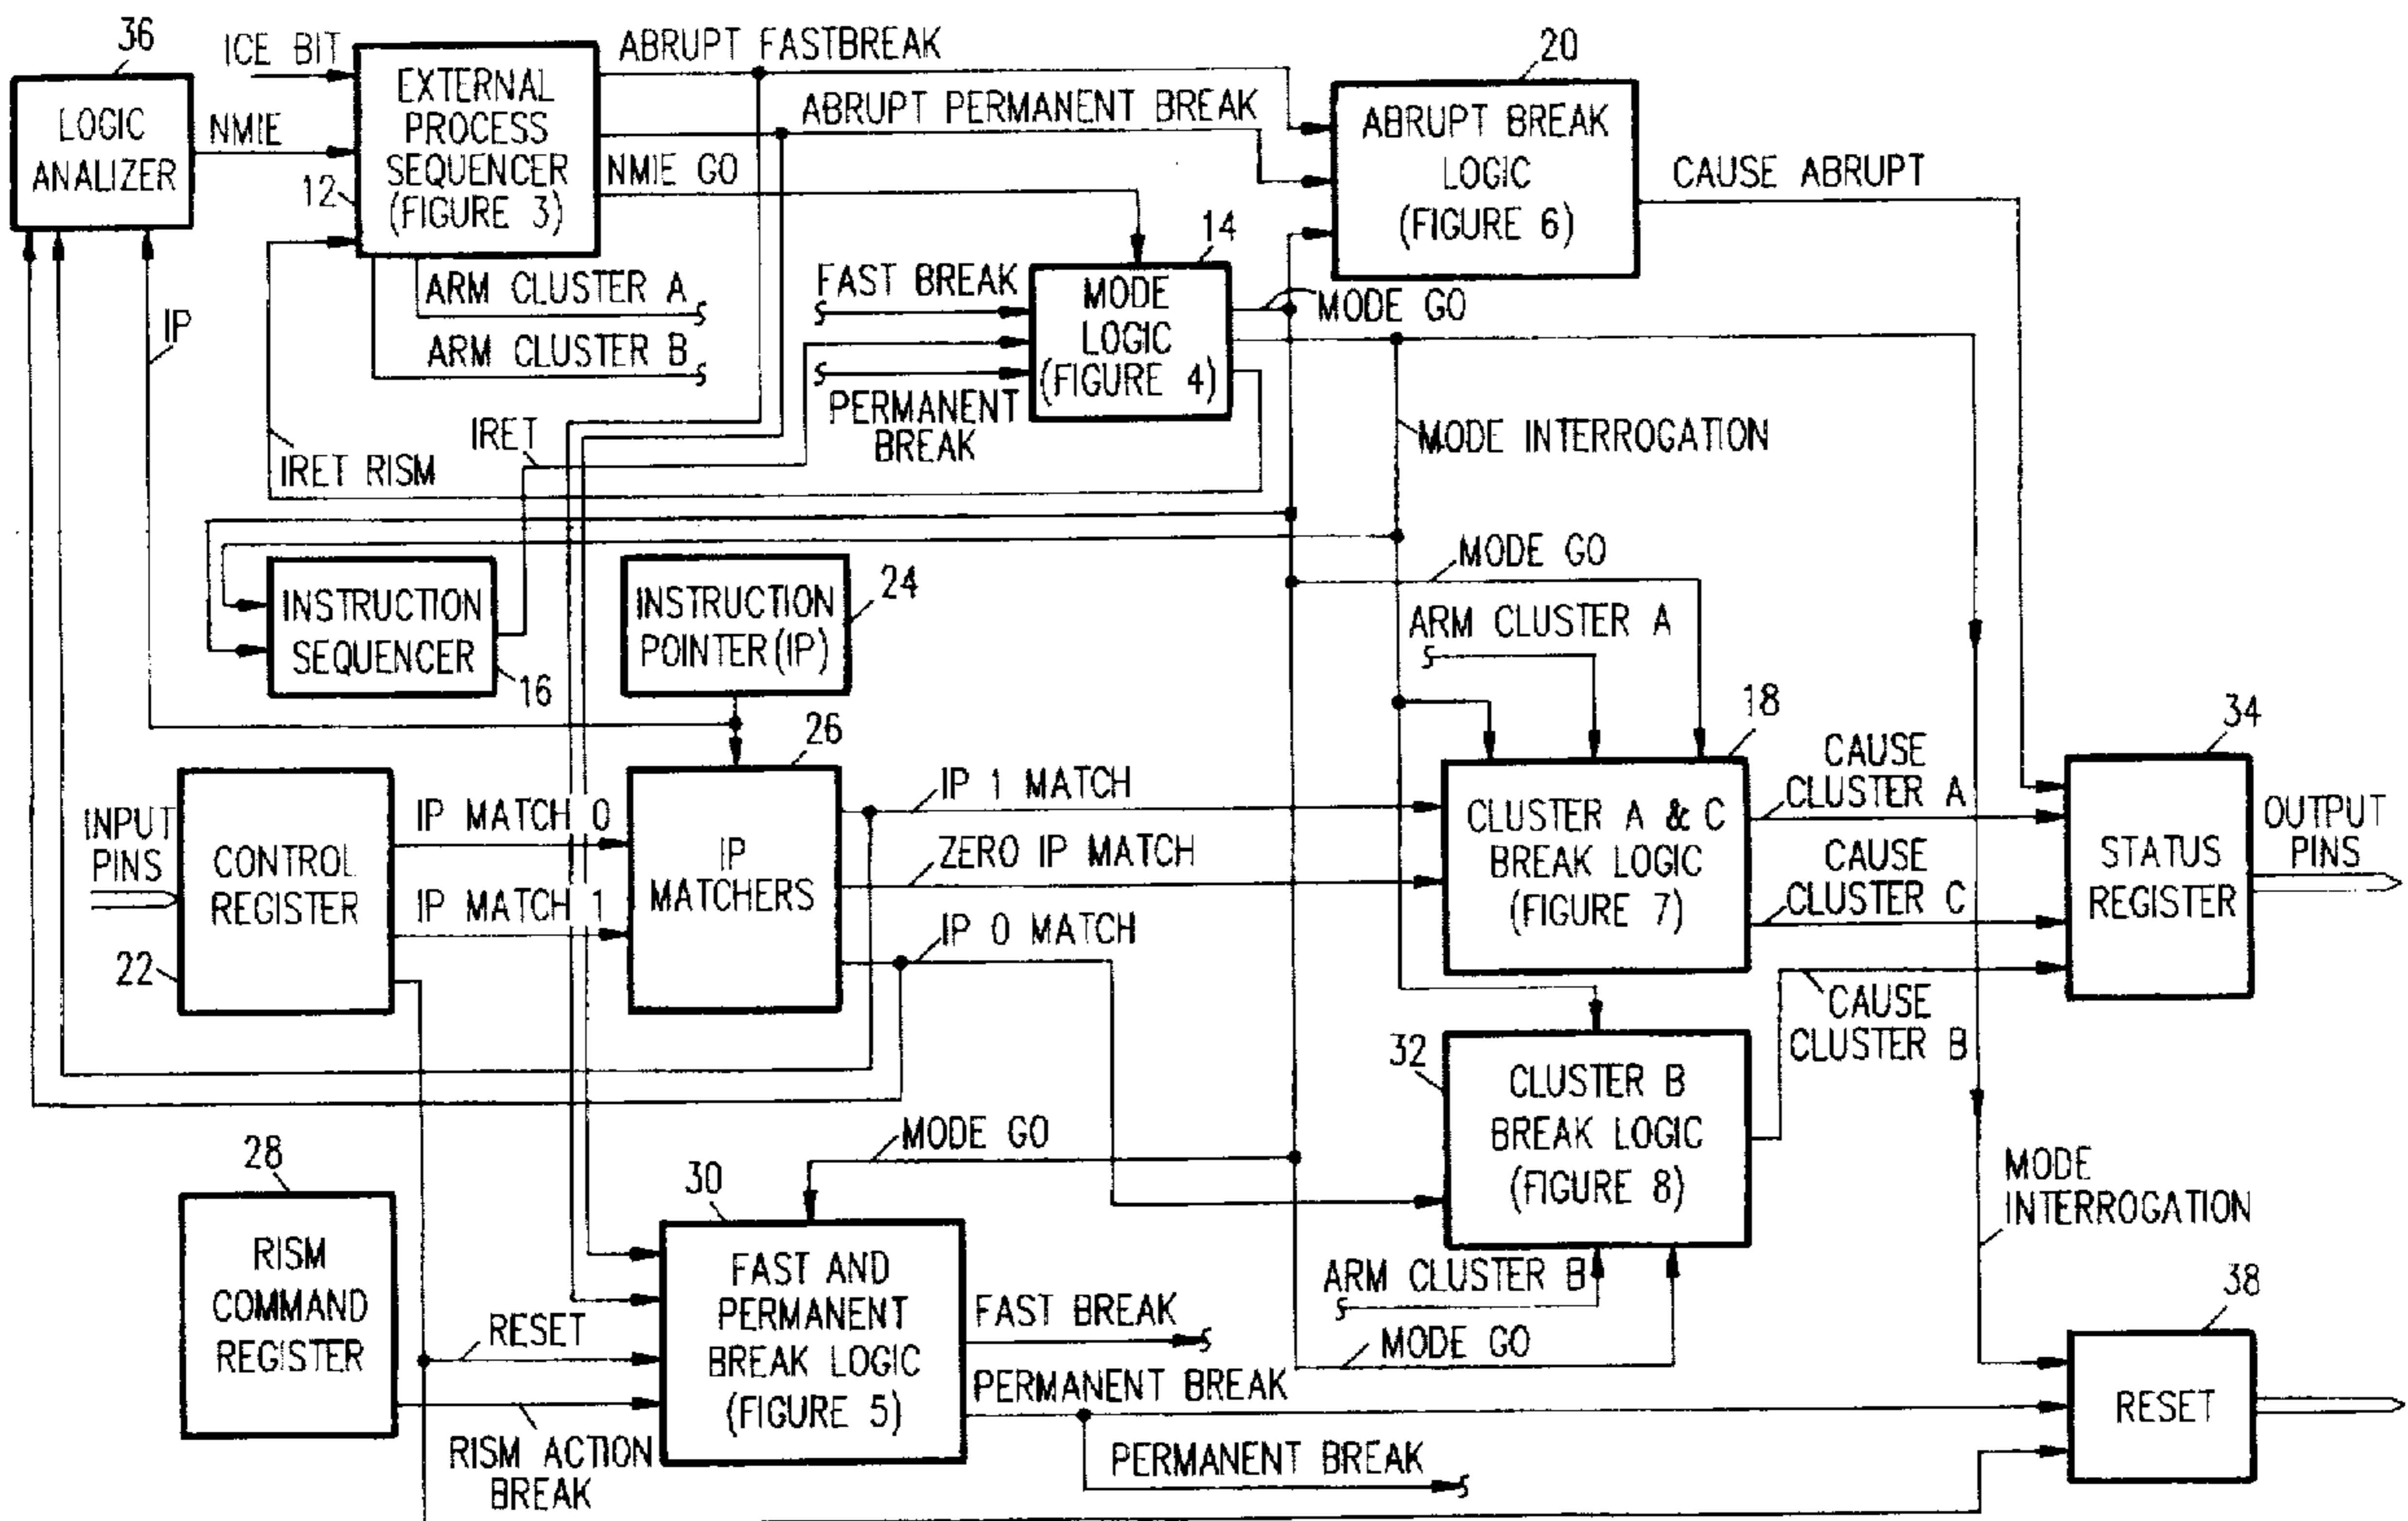 36
ICE BIT
LOGIC
ANALIZER
NMIE
12
EXTERNAL
PROCESS
SEQUENCER
(FIGURE 3)
ABRUPT FASTBREAK
ABRUPT PERMANENT BREAK
NMIE GO
20
ABRUPT BREAK
LOGIC
(FIGURE 6)
CAUSE ABRUPT
ARM CLUSTER A
ARM CLUSTER B
IP
FAST BREAK
14
MODE
LOGIC
(FIGURE 4)
MODE GO
PERMANENT
BREAK
IRET
IRET RISM
MODE INTERROGATION
INSTRUCTION
SEQUENCER
16
INSTRUCTION
POINTER(IP)
24
MODE GO
ARM CLUSTER A
INPUT
PINS
CONTROL
REGISTER
22
IP MATCH 0
IP MATCH 1
26
IP
MATCHERS
IP 1 MATCH
ZERO IP MATCH
IP 0 MATCH
18
CLUSTER A & C
BREAK LOGIC
(FIGURE 7)
CAUSE
CLUSTER A
CAUSE
CLUSTER C
34
STATUS
REGISTER
OUTPUT
PINS
32
CLUSTER B
BREAK LOGIC
(FIGURE 8)
CAUSE
CLUSTER B
MODE GO
28
RISM
COMMAND
REGISTER
RESET
RISM ACTION
BREAK
30
FAST AND
PERMANENT
BREAK LOGIC
(FIGURE 5)
FAST BREAK
PERMANENT BREAK
PERMANENT BREAK
ARM CLUSTER B
MODE GO
MODE
INTERROGATION
38
RESET